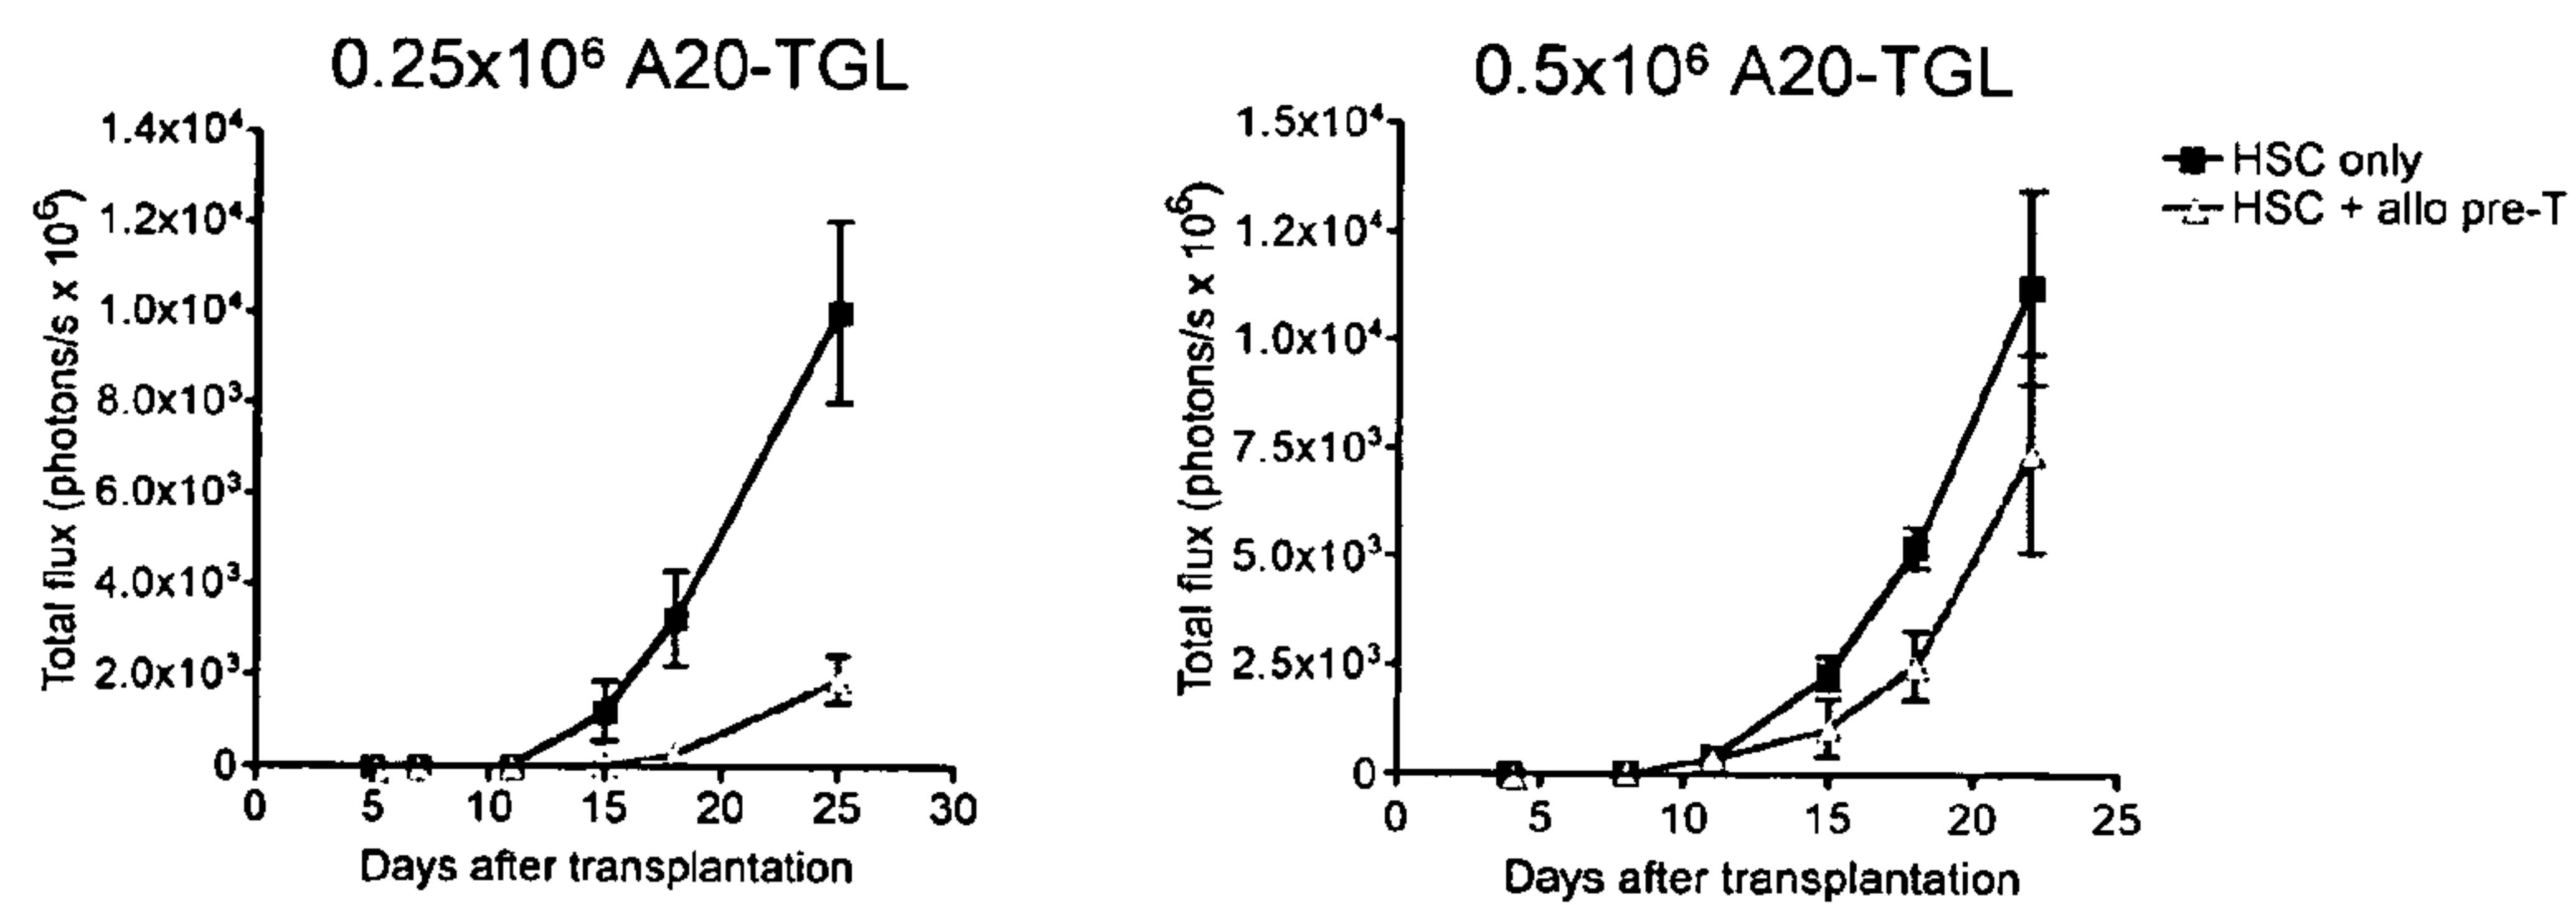 0.25x10⁶ A20-TGL
Total flux (photons/s x 10⁶)
1.4x10⁴
1.2x10⁴
1.0x10⁴
8.0x10³
6.0x10³
4.0x10³
2.0x10³
0
0 5 10 15 20 25 30
Days after transplantation
0.5x10⁶ A20-TGL
Total flux (photons/s x 10⁶)
1.5x10⁴
1.2x10⁴
1.0x10⁴
7.5x10³
5.0x10³
2.5x10³
0
0 5 10 15 20 25
Days after transplantation
HSC only
HSC + allo pre-T